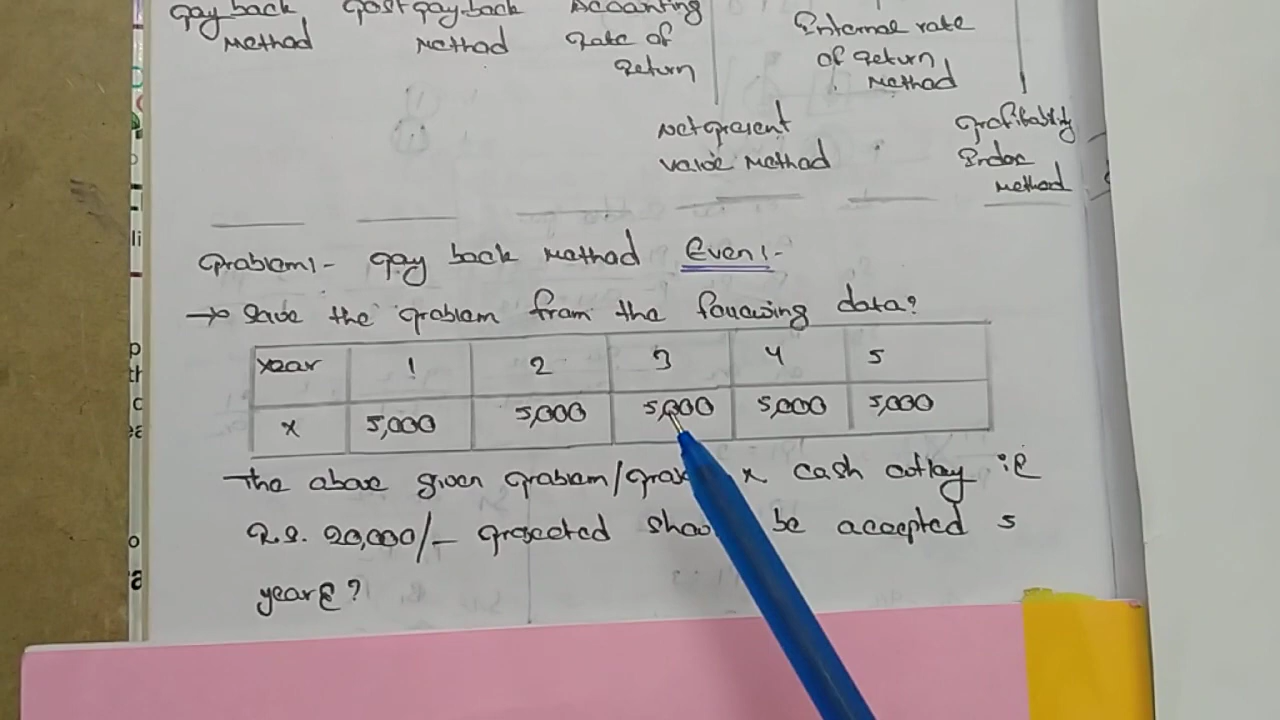 pay back Post pay-back Accounting Internal rate
Method Method Rate of of Return
Return Method
Net present Profitability
Value Method Index
Method
Problem:- Pay back Method Even:-
→ Solve the problem from the following data?
Year 1 2 3 4 5
X 5,000 5,000 5,000 5,000 5,000
The above given problem/ X cash outlay is
R.S. 20,000/- projected be accepted 5
years?